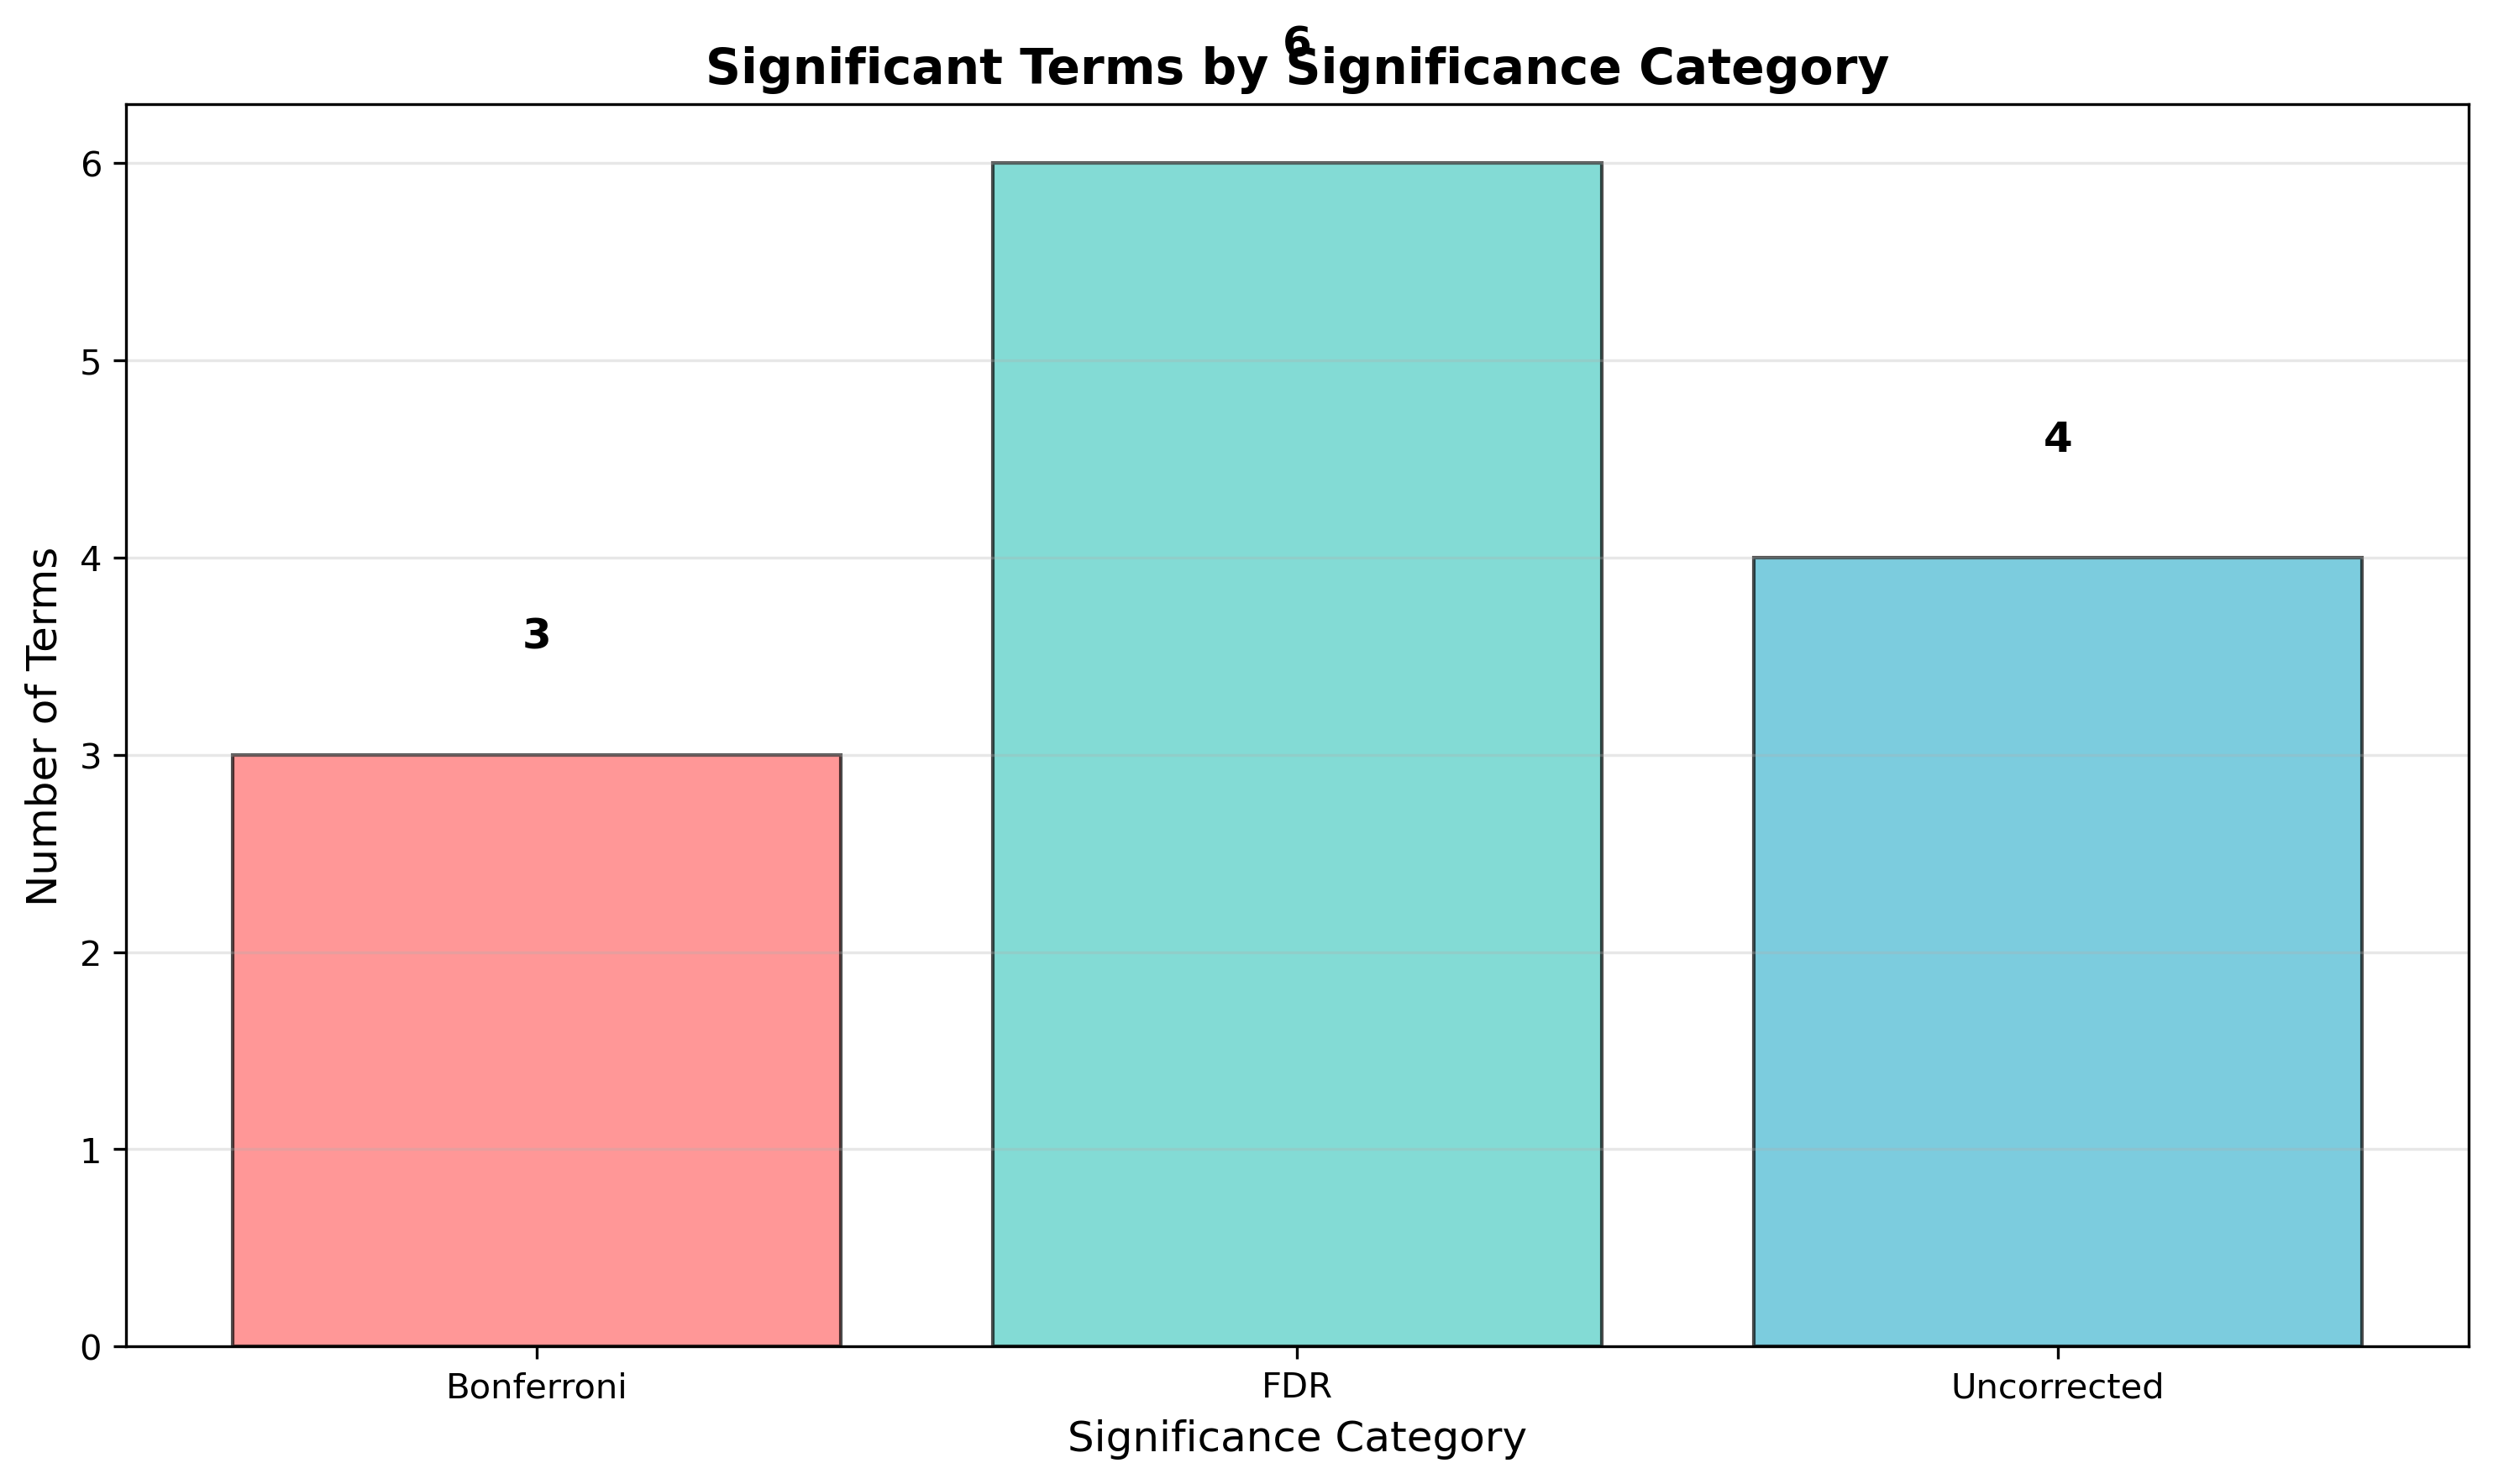 6
Significant Terms by Significance Category
Number of Terms
6
5
4
3
2
1
0
4
3
Bonferroni
FDR
Uncorrected
Significance Category